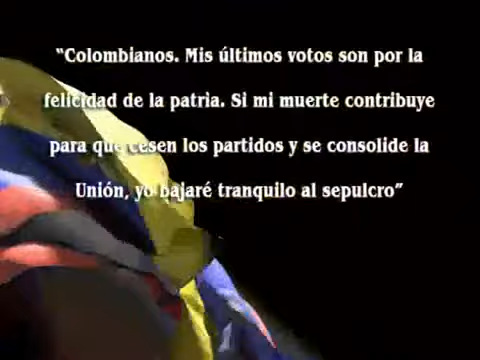 “Colombianos. Mis últimos votos son por la
felicidad de la patria. Si mi muerte contribuye
para que cesen los partidos y se consolide la
Unión, yo bajaré tranquilo al sepulcro”